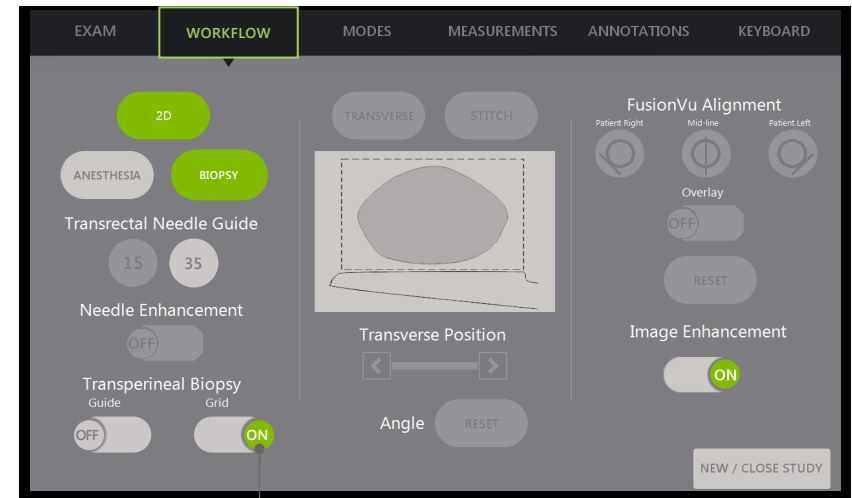 EXAM WORKFLOW MODES MEASUREMENTS ANNOTATIONS KEYBOARD
2D
ANESTHESIA BIOPSY
Transrectal Needle Guide
15 35
Needle Enhancement
OFF
Transperineal Biopsy
Guide Grid
OFF ON
TRANSVERSE STITCH
Transverse Position
Angle RESET
FusionVu Alignment
Patient Right Mid-line Patient Left
Overlay
OFF
RESET
Image Enhancement
ON
NEW / CLOSE STUDY